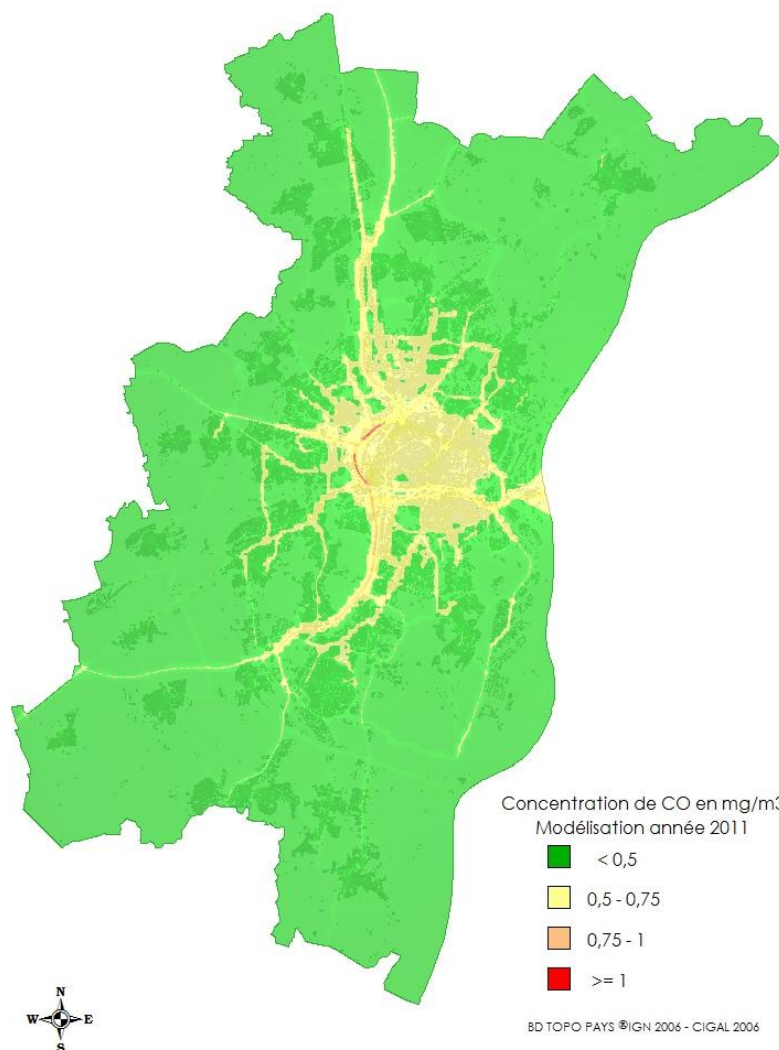 Concentration de CO en mg/m3
Modélisation année 2011
< 0,5
0,5 - 0,75
0,75 - 1
>= 1
N
W E
S
BD TOPO PAYS ®IGN 2006 - CIGAL 2006